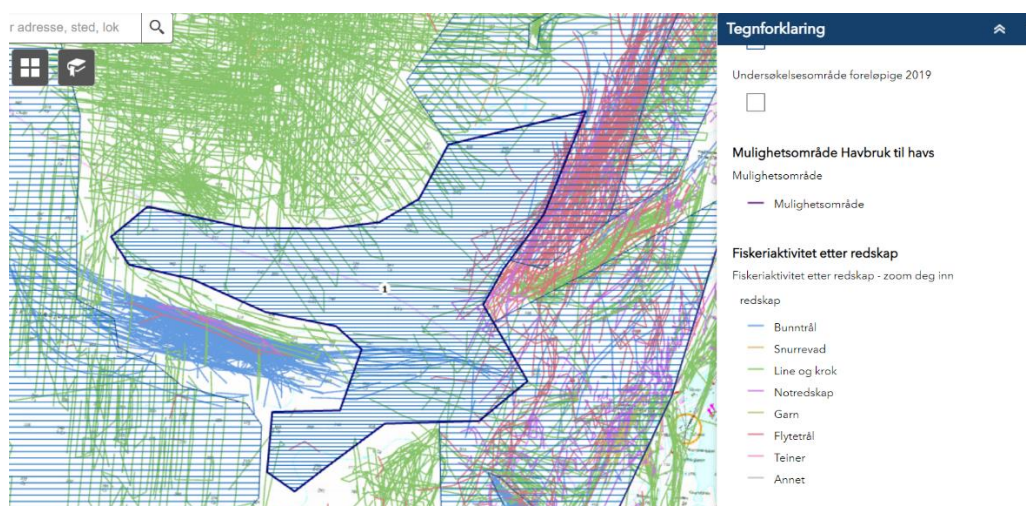 r adresse, sted, lok
Tegnforklaring
Undersøkelsesområde foreløpige 2019
Mulighetsområde Havbruk til havs
Mulighetsområde
Mulighetsområde
Fiskeriaktivitet etter redskap
Fiskeriaktivitet etter redskap - zoom deg inn
redskap
Bunntrål
Snurrevad
Line og krok
Notredskap
Garn
Flytetrål
Teiner
Annet
1